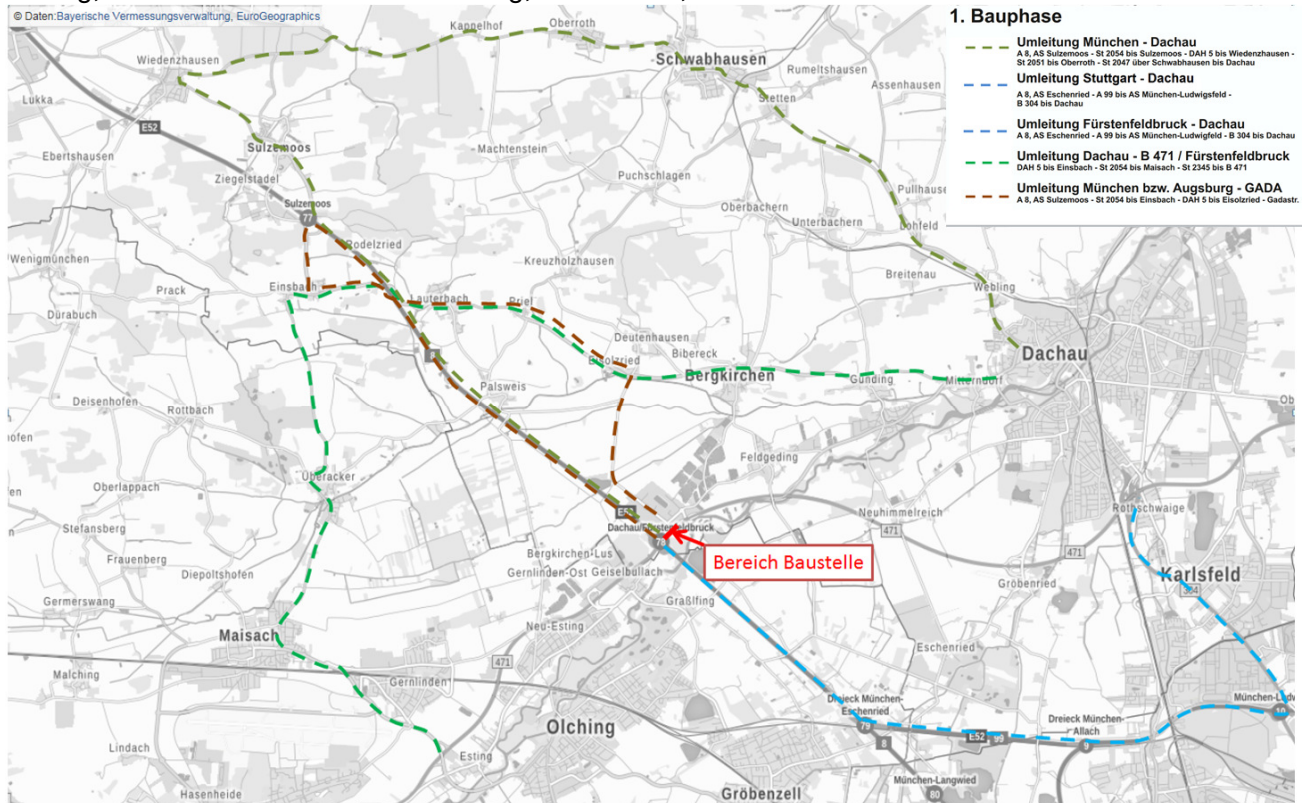 © Daten:Bayerische Vermessungsverwaltung, EuroGeographics
1. Bauphase
Umleitung München - Dachau
A 8, AS Sulzemoos - St 2054 bis Sulzemoos - DAH 5 bis Wiedenzhausen -
St 2051 bis Oberroth - St 2047 über Schwabhausen bis Dachau
Umleitung Stuttgart - Dachau
A 8, AS Eschenried - A 99 bis AS München-Ludwigsfeld -
B 304 bis Dachau
Umleitung Fürstenfeldbruck - Dachau
A 8, AS Eschenried - A 99 bis AS München-Ludwigfeld - B 304 bis Dachau
Umleitung Dachau - B 471 / Fürstenfeldbruck
DAH 5 bis Einsbach - St 2054 bis Maisach - St 2345 bis B 471
Umleitung München bzw. Augsburg - GADA
A 8, AS Sulzemoos - St 2054 bis Einsbach - DAH 5 bis Eisolzried - Gadastr.
Kappelhof
Oberroth
Wiedenzhausen
Schwabhausen
Rumeltshausen
Assenhausen
Stetten
Lukka
E52
Sulzemoos
Machtenstein
Ebertshausen
Ziegelstadel
Puchschlagen
Pullhause
Sulzemoos
77
Oberbachern
Unterbachern
Lohfeld
Rodelzried
Wenigmünchen
Kreuzholzhausen
Breitenau
Prack
Einsbach
Lauterbach
Priel
Webling
Dürabuch
Deutenhausen
Bibereck
Dachau
8
Eisolzried
Bergkirchen
Günding
Mitterndorf
Palsweis
Deisenhofen
Rottbach
Feldgeding
Überacker
Oberlappach
Rothschwaige
E52
Neuhimmelreich
Stefansberg
Dachau/Fürstenfeldbruck
471
78
Bereich Baustelle
471
Frauenberg
Diepoltshofen
Bergkirchen-Lus
Gernlinden-Ost
Geiselbullach
Gröbenried
Karlsfeld
304
Germerswang
Graßlfing
Neu-Esting
Maisach
Eschenried
Malching
Gernlinden
471
Dreieck München-
Eschenried
79
8
Olching
Dreieck München-
Allach
E52
99
9
10
Lindach
Esting
München-Langwied
80
Hasenheide
Gröbenzell